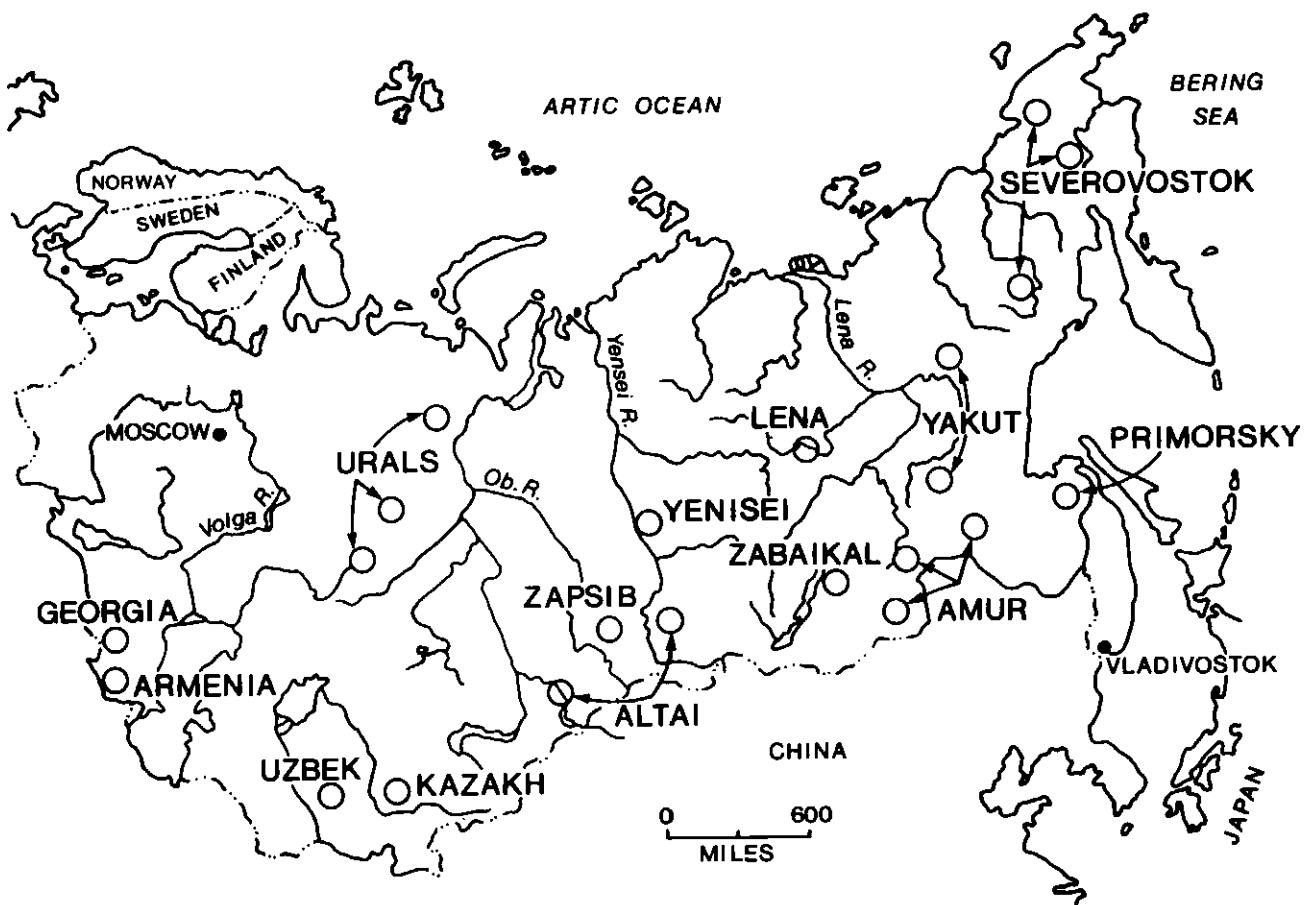 ARTIC OCEAN
BERING
SEA
NORWAY
SWEDEN
FINLAND
SEVEROVOSTOK
Yensei R.
Lena R.
MOSCOW
URALS
LENA
YAKUT
PRIMORSKY
Ob. R.
Volga R.
YENISEI
ZABAIKAL
GEORGIA
ZAPSIB
AMUR
ARMENIA
VLADIVOSTOK
ALTAI
CHINA
UZBEK
KAZAKH
JAPAN
0 600
MILES